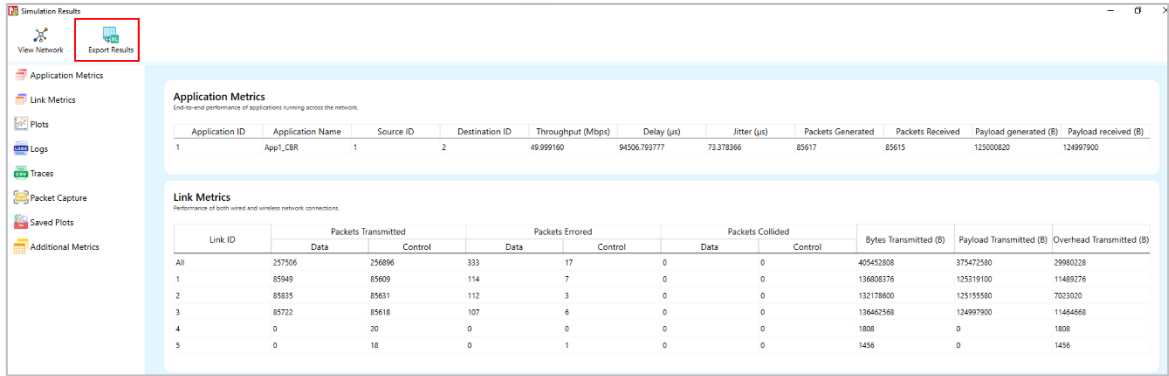 Simulation Results
View Network Export Results
Application Metrics
Link Metrics
Plots
Logs
Traces
Packet Capture
Saved Plots
Additional Metrics
Application Metrics
End-to-end performance of applications running across the network.
Application ID Application Name Source ID Destination ID Throughput (Mbps) Delay (µs) Jitter (µs) Packets Generated Packets Received Payload generated (B) Payload received (B)
1 App1_CBR 1 2 49.999160 94506.793777 73.378366 85617 85615 125000820 124997900
Link Metrics
Performance of both wired and wireless network connections.
Link ID Packets Transmitted Packets Errored Packets Collided Bytes Transmitted (B) Payload Transmitted (B) Overhead Transmitted (B)
Data Control Data Control Data Control
All 257506 256896 333 17 0 0 405452808 375472580 29980228
1 85949 85609 114 7 0 0 136808376 125319100 11489276
2 85835 85631 112 3 0 0 132178600 125155580 7023020
3 85722 85618 107 6 0 0 136462568 124997900 11464668
4 0 20 0 0 0 0 1808 0 1808
5 0 18 0 1 0 0 1456 0 1456